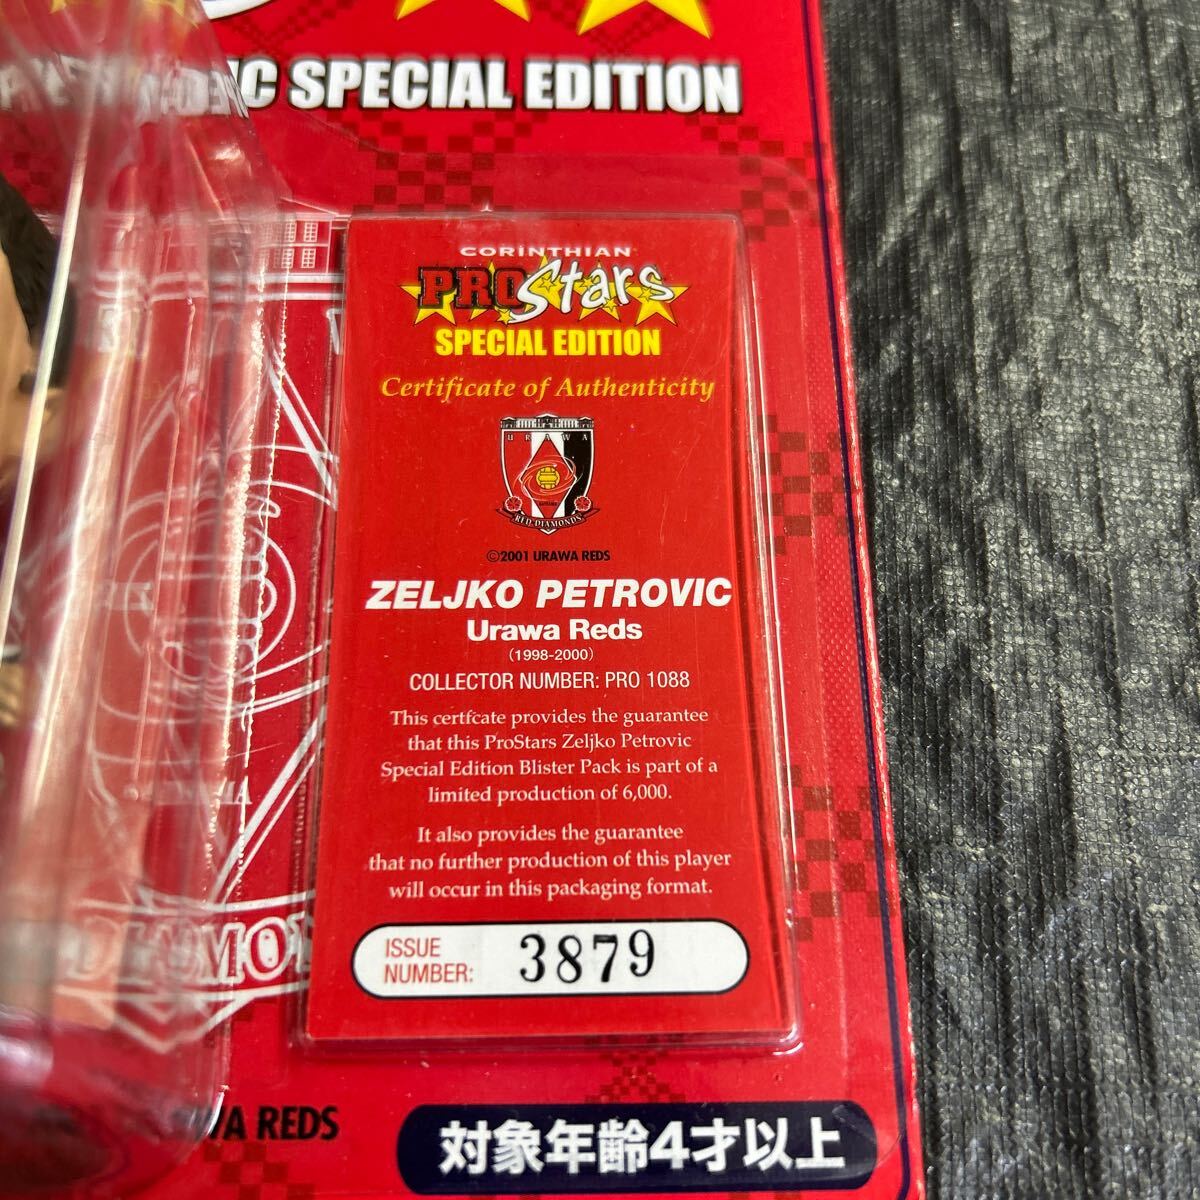 SPECIAL EDITION
CORINTHIAN
PROStars
SPECIAL EDITION
Certificate of Authenticity
URAWA
RED DIAMONDS
©2001 URAWA REDS
ZELJKO PETROVIC
Urawa Reds
(1998-2000)
COLLECTOR NUMBER: PRO 1088
This certfcate provides the guarantee
that this ProStars Zeljko Petrovic
Special Edition Blister Pack is part of a
limited production of 6,000.
It also provides the guarantee
that no further production of this player
will occur in this packaging format.
ISSUE
NUMBER: 3879
REDS
対象年齢4才以上